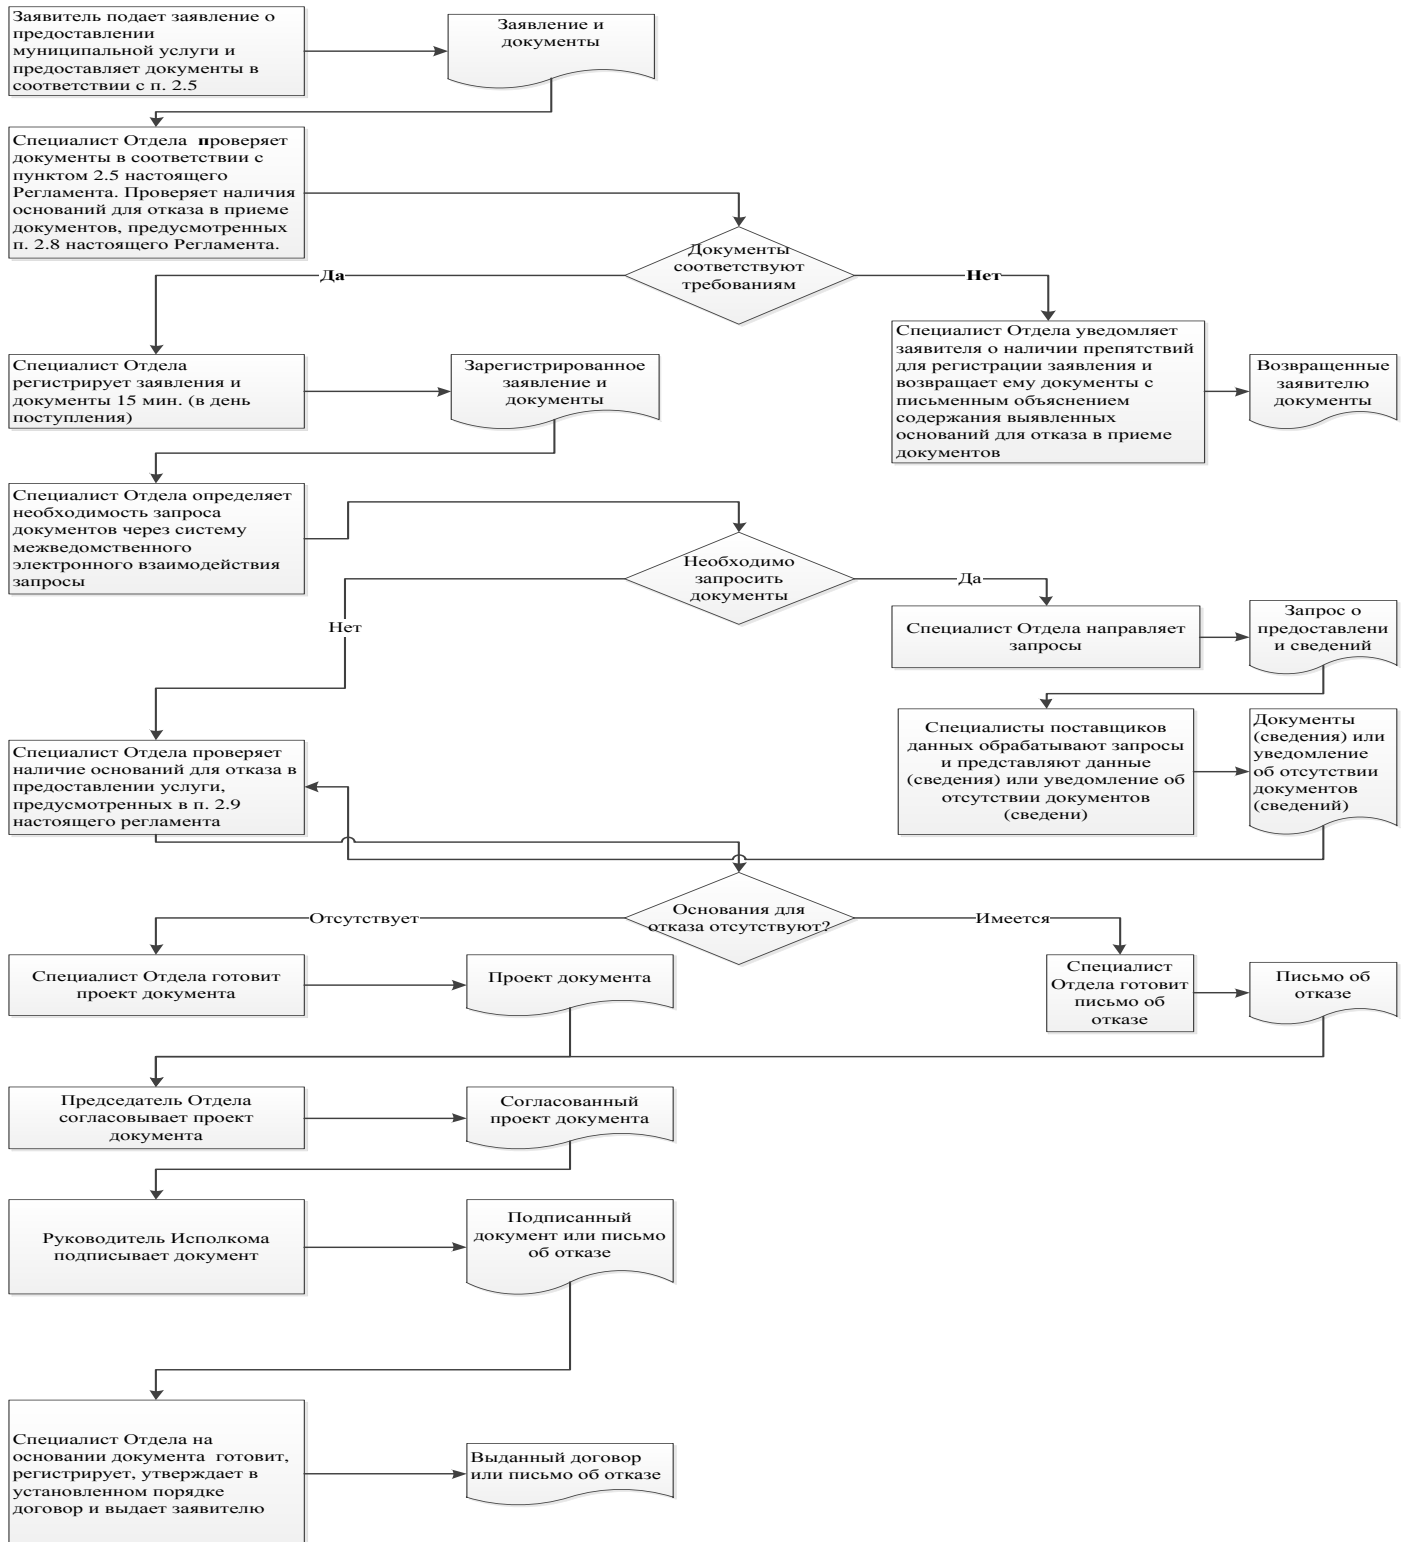 Заявитель подает заявление о
предоставлении
муниципальной услуги и
предоставляет документы в
соответствии с п. 2.5
Заявление и
документы
Специалист Отдела проверяет
документы в соответствии с
пунктом 2.5 настоящего
Регламента. Проверяет наличия
оснований для отказа в приеме
документов, предусмотренных
п. 2.8 настоящего Регламента.
Документы
соответствуют
требованиям
Да
Нет
Специалист Отдела
регистрирует заявления и
документы 15 мин. (в день
поступления)
Зарегистрированное
заявление и
документы
Специалист Отдела уведомляет
заявителя о наличии препятствий
для регистрации заявления и
возвращает ему документы с
письменным объяснением
содержания выявленных
оснований для отказа в приеме
документов
Возвращенные
заявителю
документы
Специалист Отдела определяет
необходимость запроса
документов через систему
межведомственного
электронного взаимодействия
запросы
Необходимо
запросить
документы
Да
Нет
Специалист Отдела направляет
запросы
Запрос о
предоставлени
и сведений
Специалисты поставщиков
данных обрабатывают запросы
и представляют данные
(сведения) или уведомление об
отсутствии документов
(сведени)
Документы
(сведения) или
уведомление
об отсутствии
документов
(сведений)
Специалист Отдела проверяет
наличие оснований для отказа в
предоставлении услуги,
предусмотренных в п. 2.9
настоящего регламента
Основания для
отказа отсутствуют?
Отсутствует
Имеется
Специалист Отдела готовит
проект документа
Проект документа
Специалист
Отдела готовит
письмо об
отказе
Письмо об
отказе
Председатель Отдела
согласовывает проект
документа
Согласованный
проект документа
Руководитель Исполкома
подписывает документ
Подписанный
документ или письмо
об отказе
Специалист Отдела на
основании документа готовит,
регистрирует, утверждает в
установленном порядке
договор и выдает заявителю
Выданный договор
или письмо об отказе